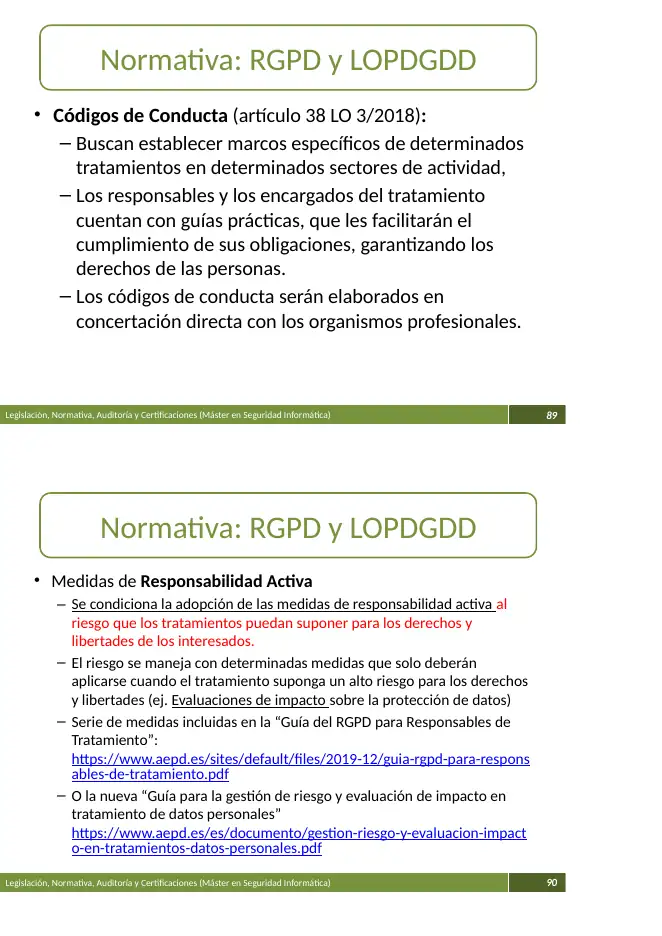 Normativa: RGPD y LOPDGDD
• Códigos de Conducta (artículo 38 LO 3/2018):
– Buscan establecer marcos específicos de determinados
tratamientos en determinados sectores de actividad,
– Los responsables y los encargados del tratamiento
cuentan con guías prácticas, que les facilitarán el
cumplimiento de sus obligaciones, garantizando los
derechos de las personas.
– Los códigos de conducta serán elaborados en
concertación directa con los organismos profesionales.
Legislación, Normativa, Auditoría y Certificaciones (Máster en Seguridad Informática) 89
Normativa: RGPD y LOPDGDD
• Medidas de Responsabilidad Activa
– Se condiciona la adopción de las medidas de responsabilidad activa al
riesgo que los tratamientos puedan suponer para los derechos y
libertades de los interesados.
– El riesgo se maneja con determinadas medidas que solo deberán
aplicarse cuando el tratamiento suponga un alto riesgo para los derechos
y libertades (ej. Evaluaciones de impacto sobre la protección de datos)
– Serie de medidas incluidas en la “Guía del RGPD para Responsables de
Tratamiento”:
https://www.aepd.es/sites/default/files/2019-12/guia-rgpd-para-respons
ables-de-tratamiento.pdf
– O la nueva “Guía para la gestión de riesgo y evaluación de impacto en
tratamiento de datos personales”
https://www.aepd.es/es/documento/gestion-riesgo-y-evaluacion-impact
o-en-tratamientos-datos-personales.pdf
Legislación, Normativa, Auditoría y Certificaciones (Máster en Seguridad Informática) 90